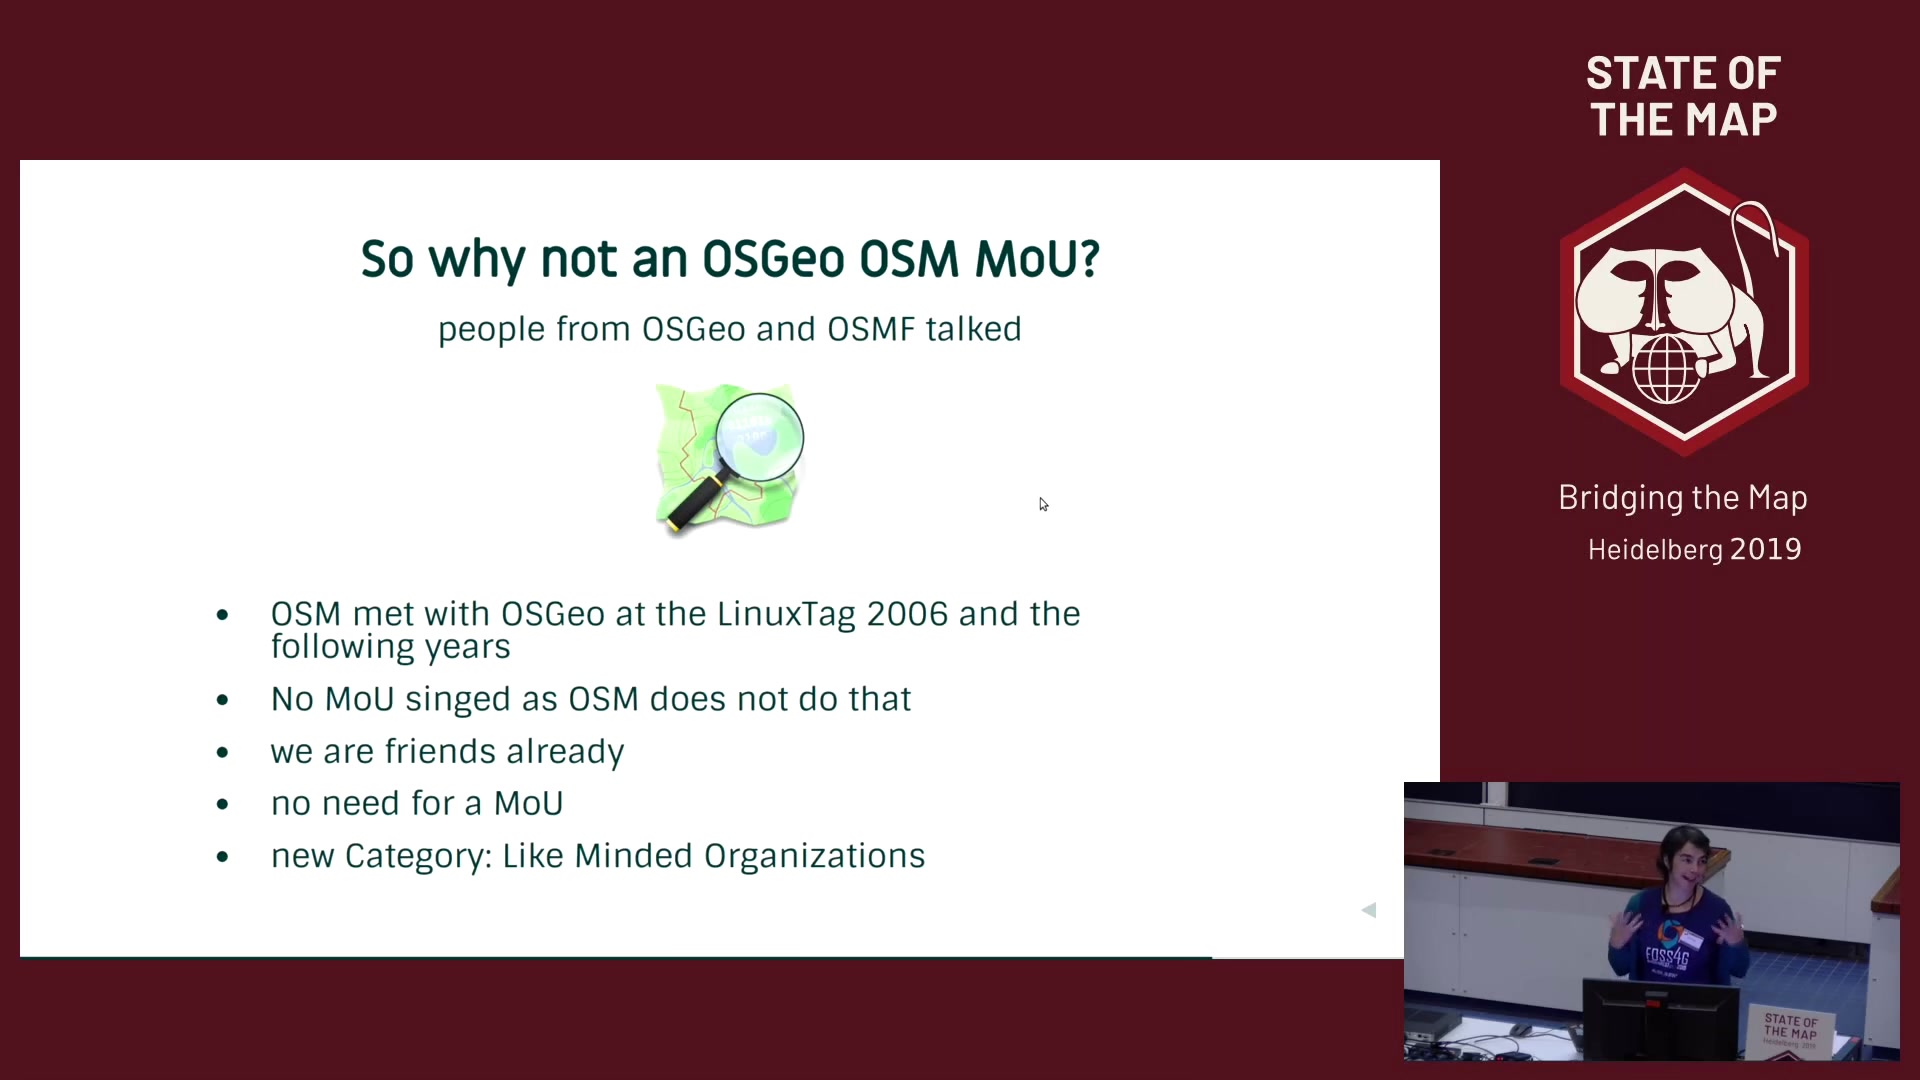 STATE OF
THE MAP
So why not an OSGeo OSM MoU?
people from OSGeo and OSMF talked
• OSM met with OSGeo at the LinuxTag 2006 and the
following years
• No MoU singed as OSM does not do that
• we are friends already
• no need for a MoU
• new Category: Like Minded Organizations
Bridging the Map
Heidelberg 2019
FOSS4G
STATE OF
THE MAP
Heidelberg 2019